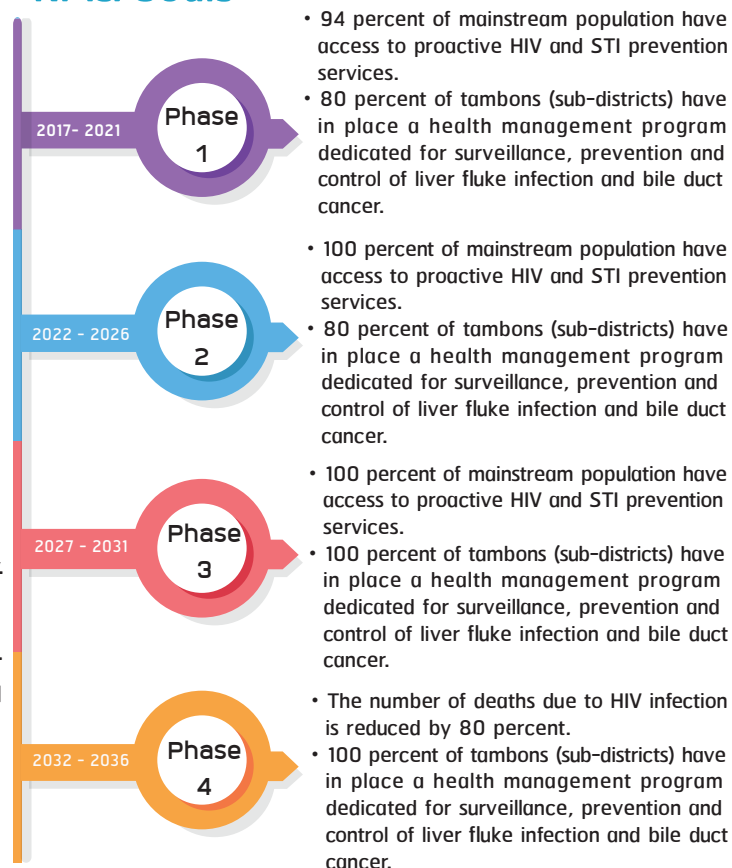 2017- 2021
Phase
1
• 94 percent of mainstream population have
access to proactive HIV and STI prevention
services.
• 80 percent of tambons (sub-districts) have
in place a health management program
dedicated for surveillance, prevention and
control of liver fluke infection and bile duct
cancer.
2022 - 2026
Phase
2
• 100 percent of mainstream population have
access to proactive HIV and STI prevention
services.
• 80 percent of tambons (sub-districts) have
in place a health management program
dedicated for surveillance, prevention and
control of liver fluke infection and bile duct
cancer.
2027 - 2031
Phase
3
• 100 percent of mainstream population have
access to proactive HIV and STI prevention
services.
• 100 percent of tambons (sub-districts) have
in place a health management program
dedicated for surveillance, prevention and
control of liver fluke infection and bile duct
cancer.
2032 - 2036
Phase
4
• The number of deaths due to HIV infection
is reduced by 80 percent.
• 100 percent of tambons (sub-districts) have
in place a health management program
dedicated for surveillance, prevention and
control of liver fluke infection and bile duct
cancer.